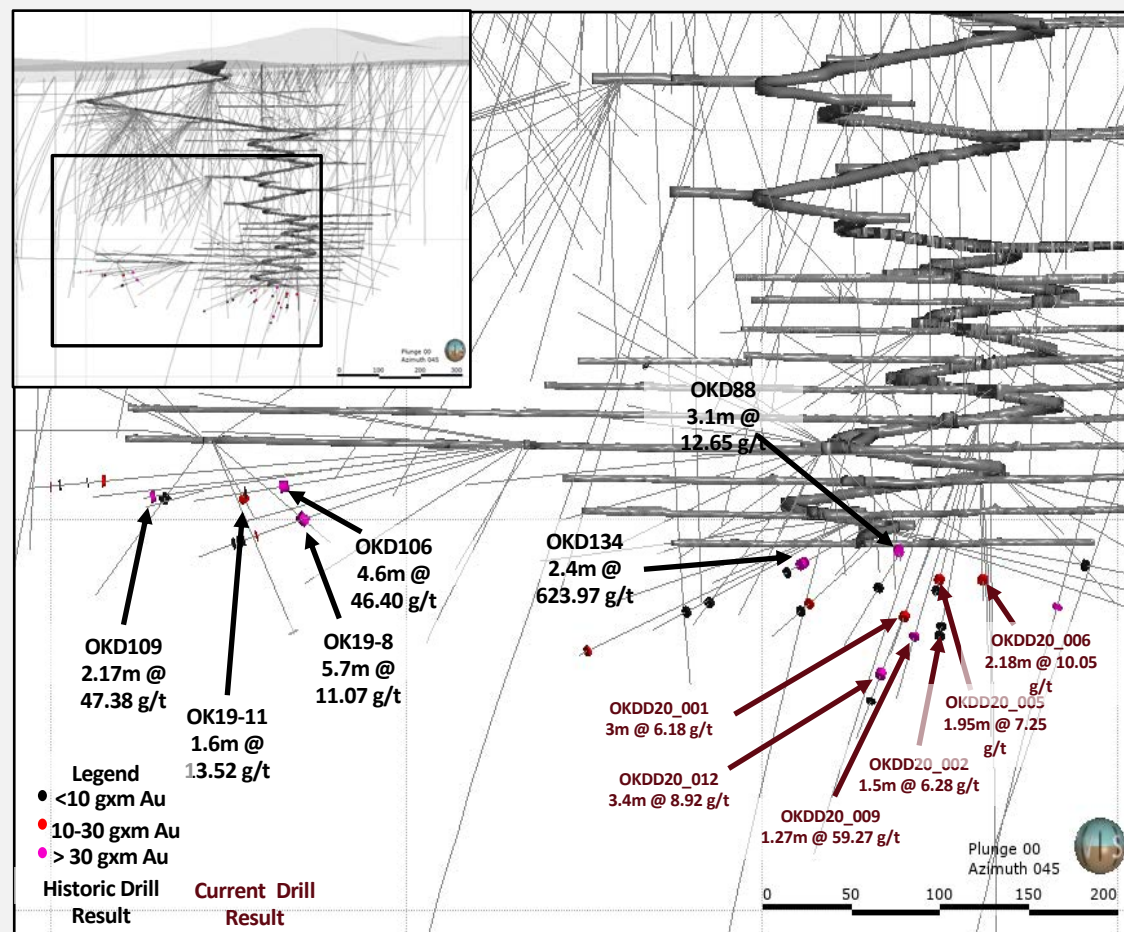 Plunge 00
Azimuth 045
0 100 200 300
OKD88
3.1m @
12.65 g/t
OKD134
2.4m @
623.97 g/t
OKD106
4.6m @
46.40 g/t
OK19-8
5.7m @
11.07 g/t
OKD109
2.17m @
47.38 g/t
OK19-11
1.6m @
13.52 g/t
OKDD20_006
2.18m @ 10.05
g/t
OKDD20_005
1.95m @ 7.25
g/t
OKDD20_001
3m @ 6.18 g/t
OKDD20_002
1.5m @ 6.28 g/t
OKDD20_012
3.4m @ 8.92 g/t
OKDD20_009
1.27m @ 59.27 g/t
Legend
<10 gxm Au
10-30 gxm Au
> 30 gxm Au
Historic Drill
Result
Current Drill
Result
Plunge 00
Azimuth 045
0 50 100 150 200